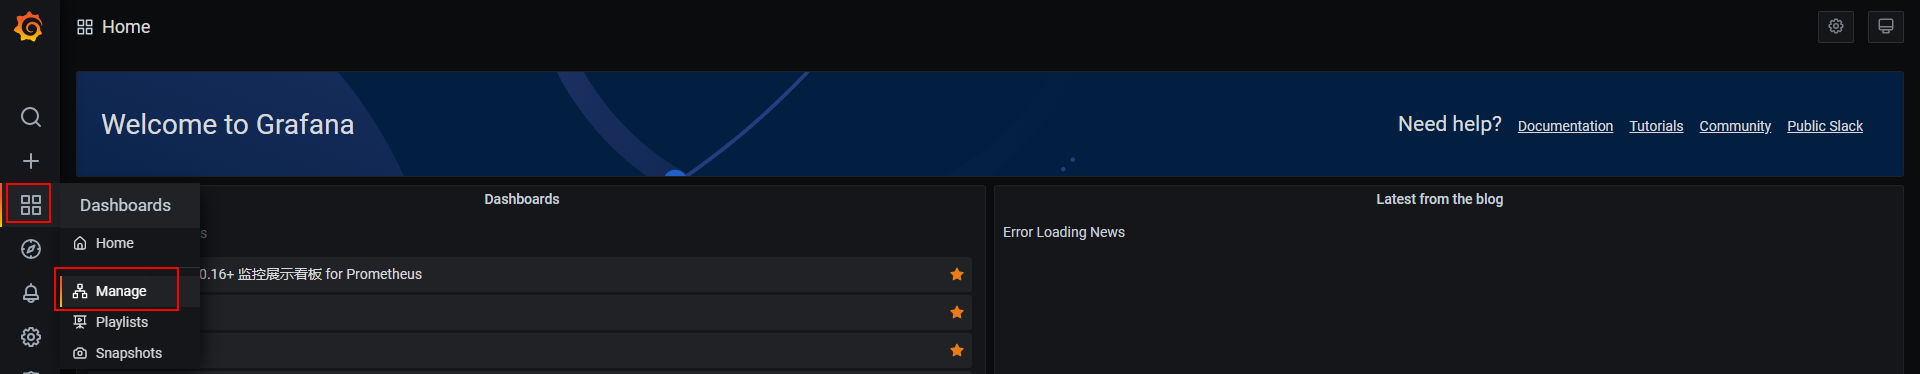 Home
Welcome to Grafana
Need help? Documentation Tutorials Community Public Slack
Dashboards
Home
Manage
Playlists
Snapshots
Dashboards
0.16+ 监控展示看板 for Prometheus
Latest from the blog
Error Loading News